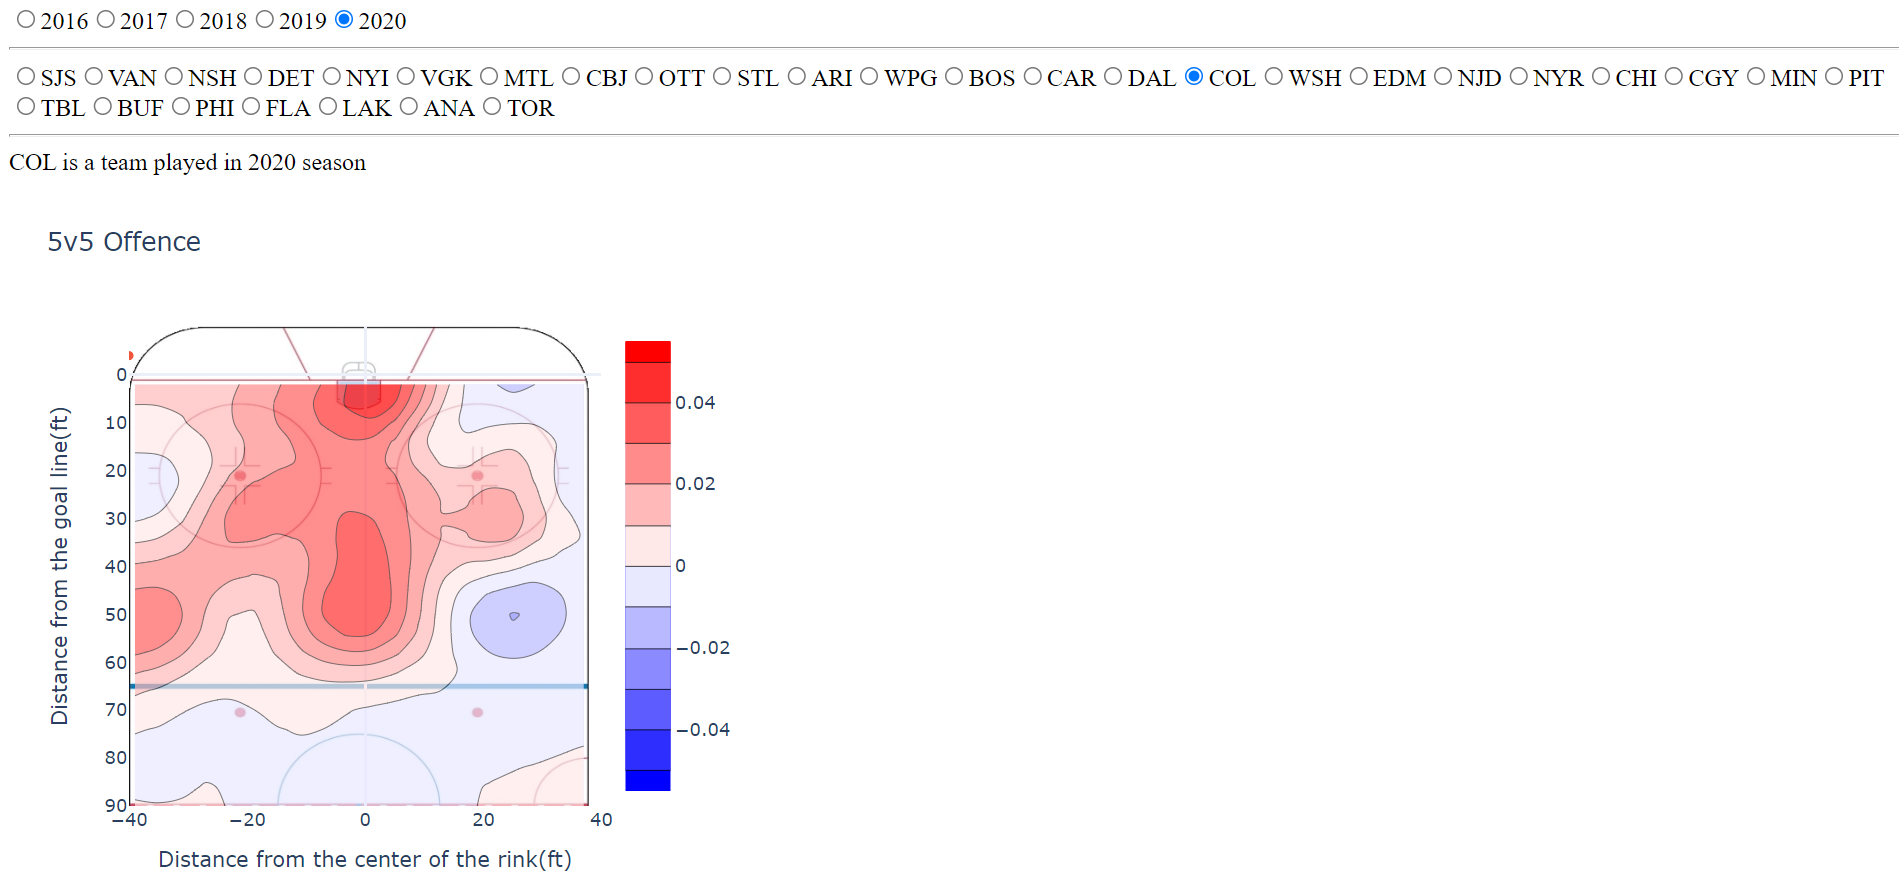 2016 2017 2018 2019 2020
SJS VAN NSH DET NYI VGK MTL CBJ OTT STL ARI WPG BOS CAR DAL COL WSH EDM NJD NYR CHI CGY MIN PIT
TBL BUF PHI FLA LAK ANA TOR
COL is a team played in 2020 season
5v5 Offence
Distance from the goal line(ft)
0
10
20
30
40
50
60
70
80
90
−40 −20 0 20 40
Distance from the center of the rink(ft)
0.04
0.02
0
−0.02
−0.04